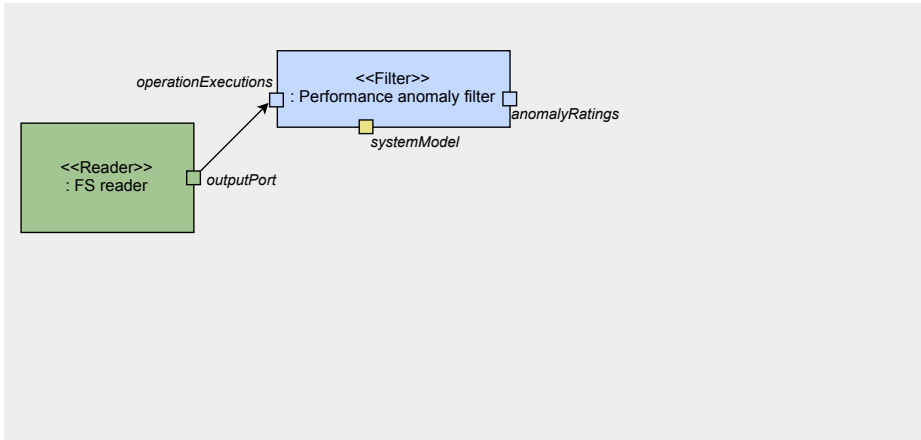 <<Filter>>
: Performance anomaly filter
operationExecutions
anomalyRatings
systemModel
<<Reader>>
: FS reader
outputPort